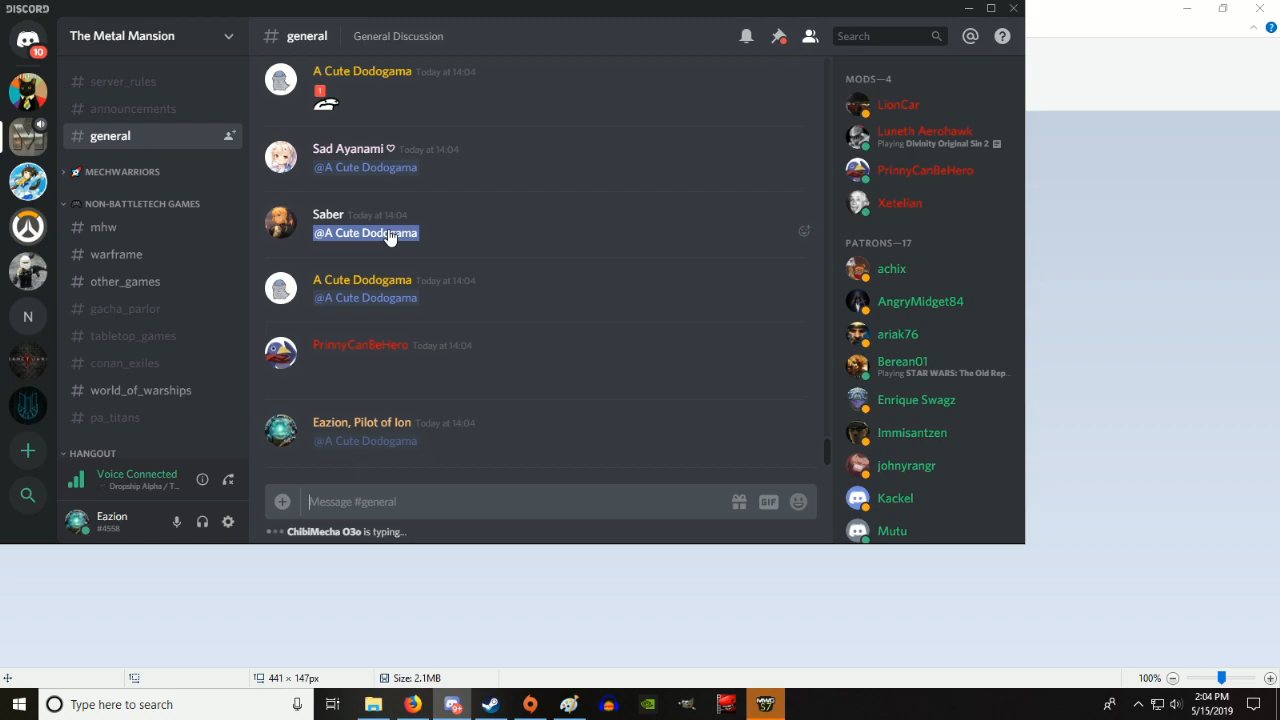 DISCORD
The Metal Mansion
# general General Discussion
Search
10
# server_rules
# announcements
# general
MECHWARRIORS
NON-BATTLETECH GAMES
# mhw
# warframe
# other_games
# gacha_parlor
# tabletop_games
# conan_exiles
# world_of_warships
# pa_titans
HANGOUT
N
Voice Connected
Dropship Alpha / T...
Eazion
#4558
A Cute Dodogama Today at 14:04
1
Sad Ayanami ♡ Today at 14:04
@A Cute Dodogama
Saber Today at 14:04
@A Cute Dodogama
A Cute Dodogama Today at 14:04
@A Cute Dodogama
PrinnyCanBeHero Today at 14:04
Eazion, Pilot of Ion Today at 14:04
@A Cute Dodogama
Message #general
GIF
ChibiMecha O3o is typing...
MODS—4
LionCar
Luneth Aerohawk
Playing Divinity Original Sin 2
PrinnyCanBeHero
Xetelian
PATRONS—17
achix
AngryMidget84
ariak76
Berean01
Playing STAR WARS: The Old Rep...
Enrique Swagz
Immisantzen
johnyrangr
Kackel
Mutu
441 × 147px
Size: 2.1MB
100%
Type here to search
2:04 PM
5/15/2019